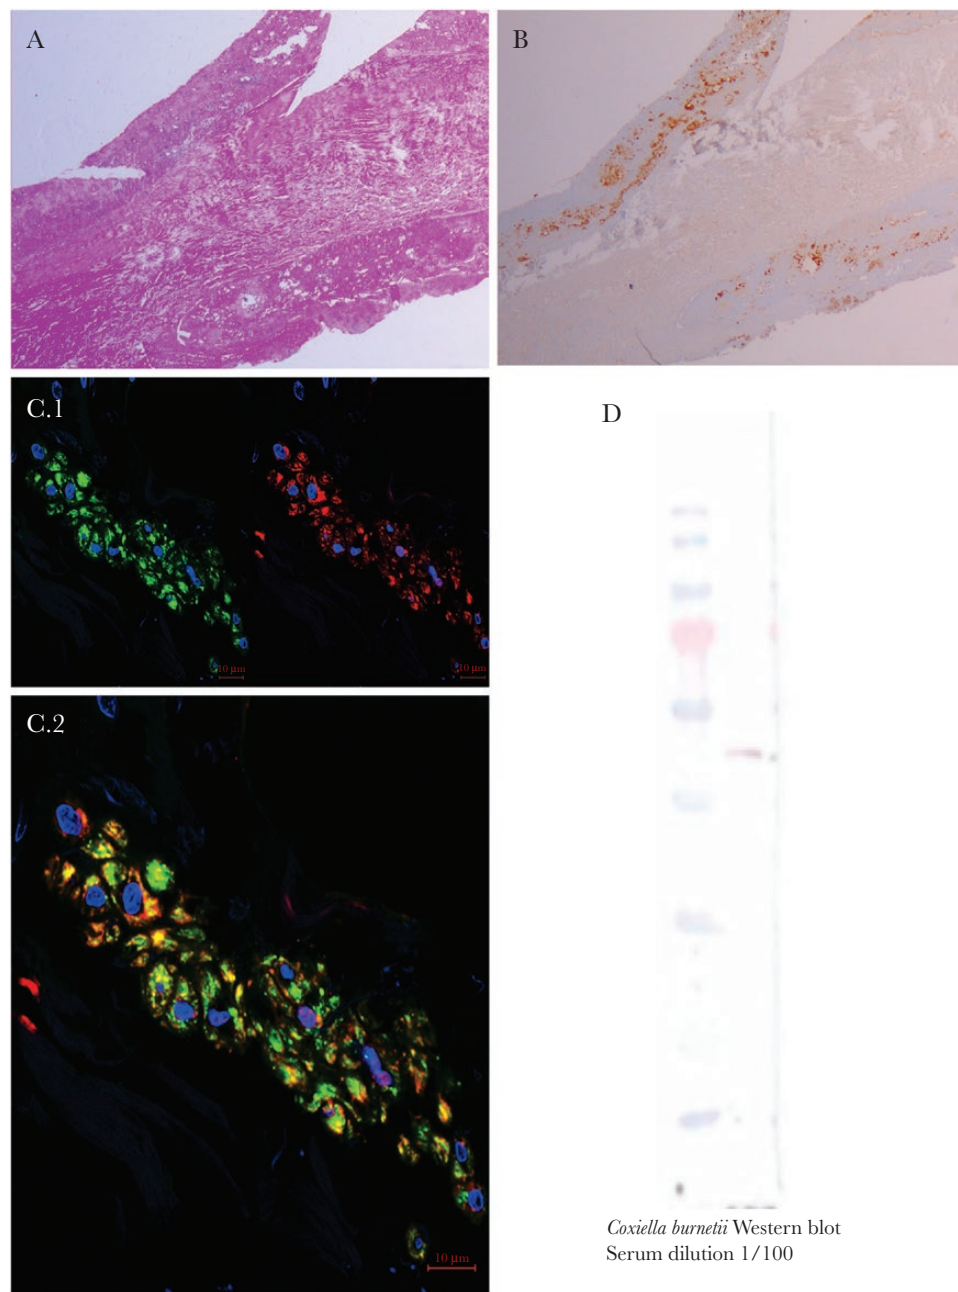 A
B
C.1
10 µm
10 µm
C.2
10 µm
D
Coxiella burnetii Western blot
Serum dilution 1/100